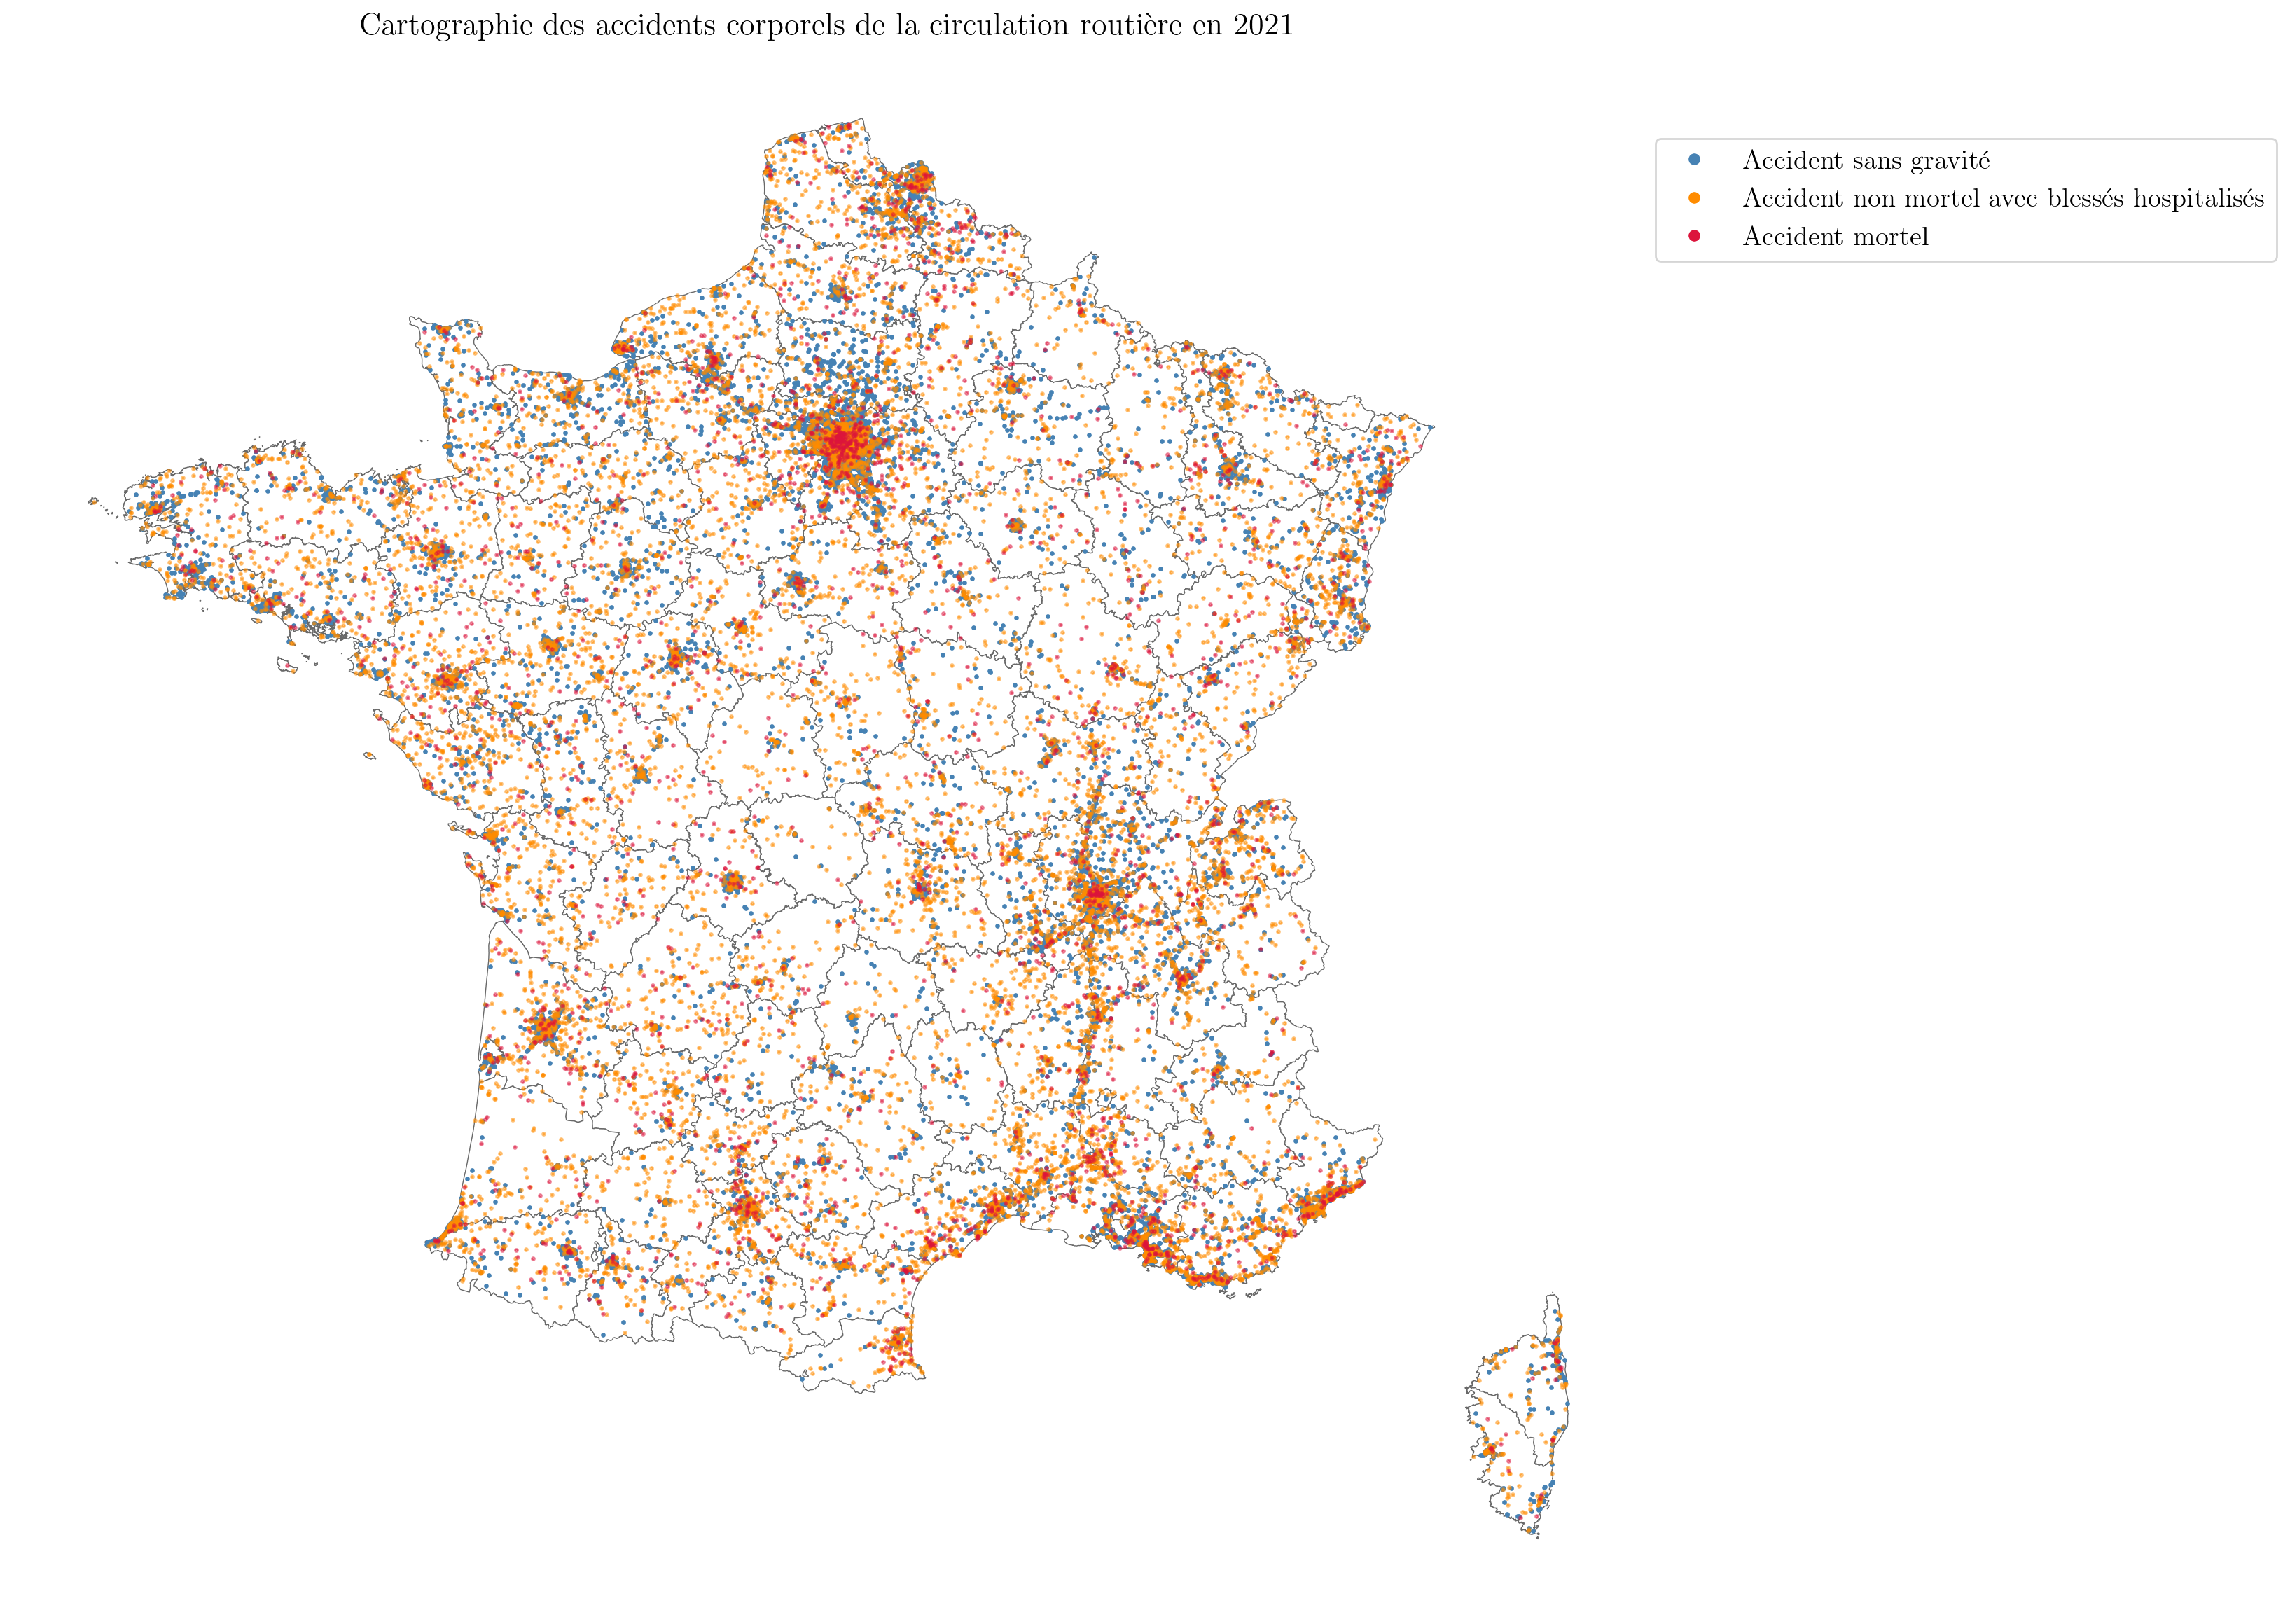 Cartographie des accidents corporels de la circulation routière en 2021
Accident sans gravité
Accident non mortel avec blessés hospitalisés
Accident mortel